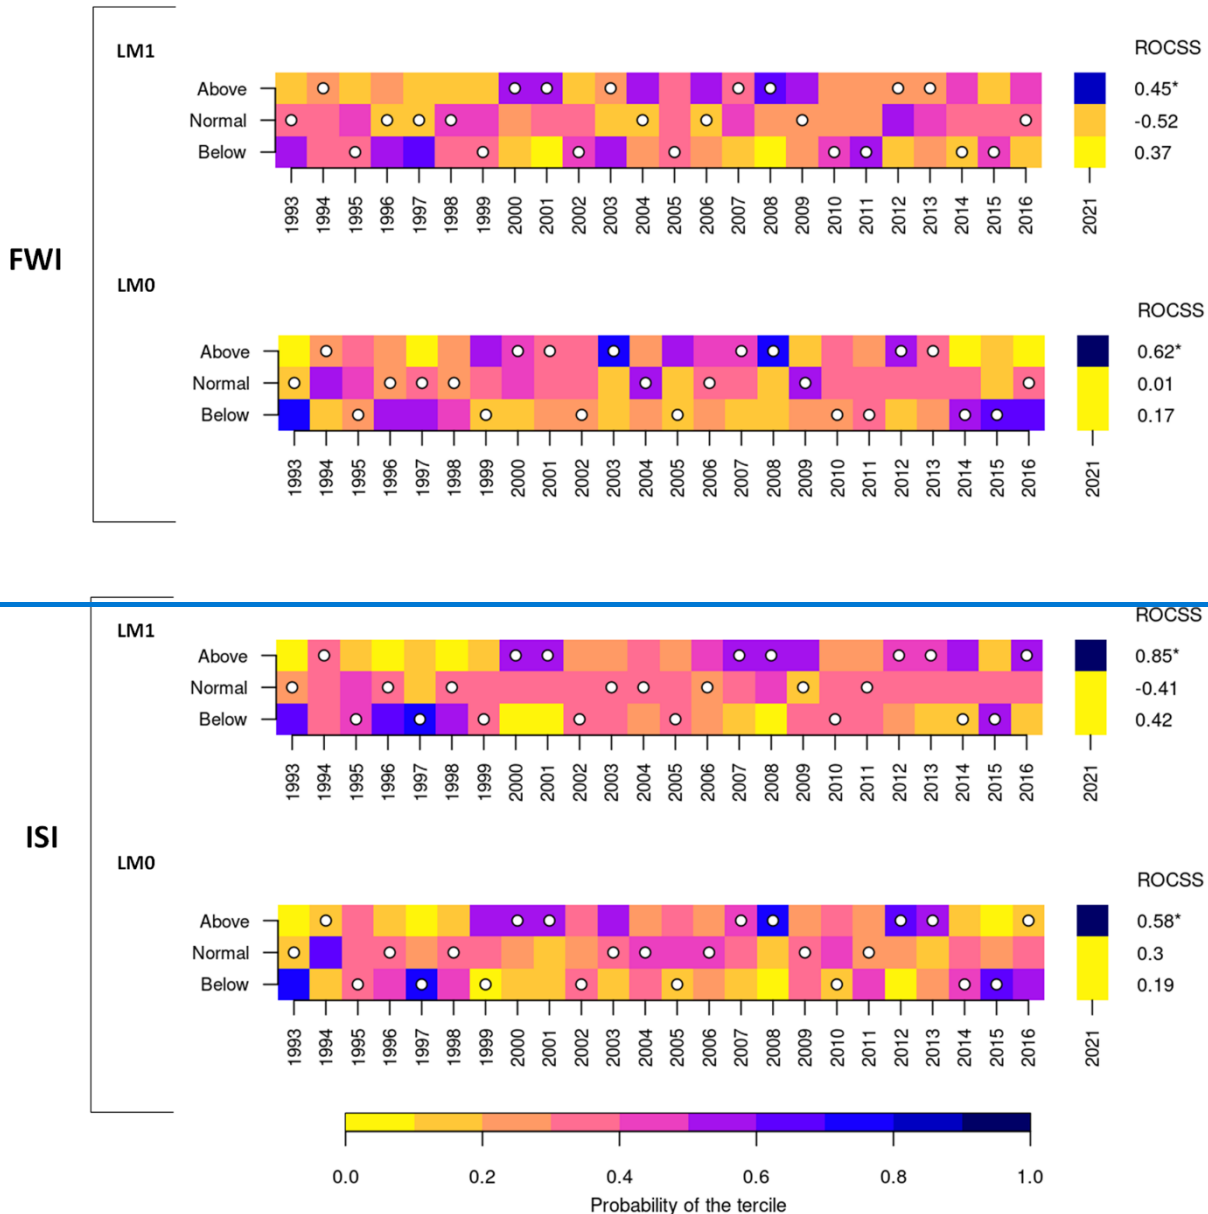 LM1
ROCSS
Above 0.45*
Normal -0.52
Below 0.37
1993 1994 1995 1996 1997 1998 1999 2000 2001 2002 2003 2004 2005 2006 2007 2008 2009 2010 2011 2012 2013 2014 2015 2016 2021
FWI
LM0
ROCSS
Above 0.62*
Normal 0.01
Below 0.17
1993 1994 1995 1996 1997 1998 1999 2000 2001 2002 2003 2004 2005 2006 2007 2008 2009 2010 2011 2012 2013 2014 2015 2016 2021
ROCSS
LM1
Above 0.85*
Normal -0.41
Below 0.42
1993 1994 1995 1996 1997 1998 1999 2000 2001 2002 2003 2004 2005 2006 2007 2008 2009 2010 2011 2012 2013 2014 2015 2016 2021
ISI
LM0
ROCSS
Above 0.58*
Normal 0.3
Below 0.19
1993 1994 1995 1996 1997 1998 1999 2000 2001 2002 2003 2004 2005 2006 2007 2008 2009 2010 2011 2012 2013 2014 2015 2016 2021
0.0 0.2 0.4 0.6 0.8 1.0
Probability of the tercile